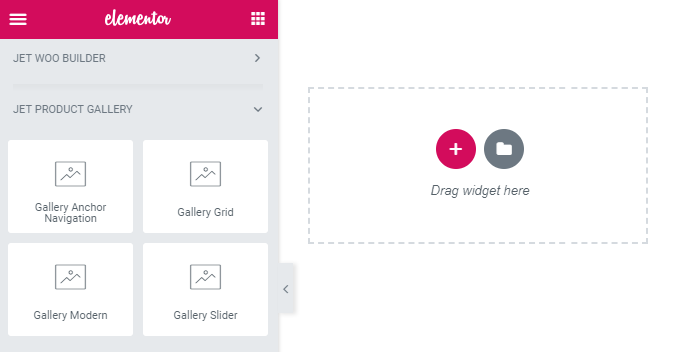 elementor
JET WOO BUILDER
JET PRODUCT GALLERY
Gallery Anchor
Navigation
Gallery Grid
Gallery Modern
Gallery Slider
Drag widget here